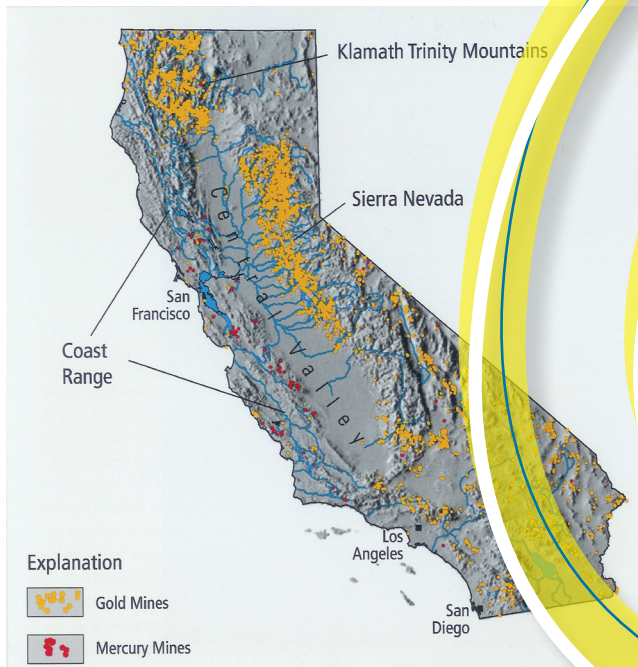 Klamath Trinity Mountains
Sierra Nevada
Central Valley
San
Francisco
Coast
Range
Los
Angeles
San
Diego
Explanation
Gold Mines
Mercury Mines